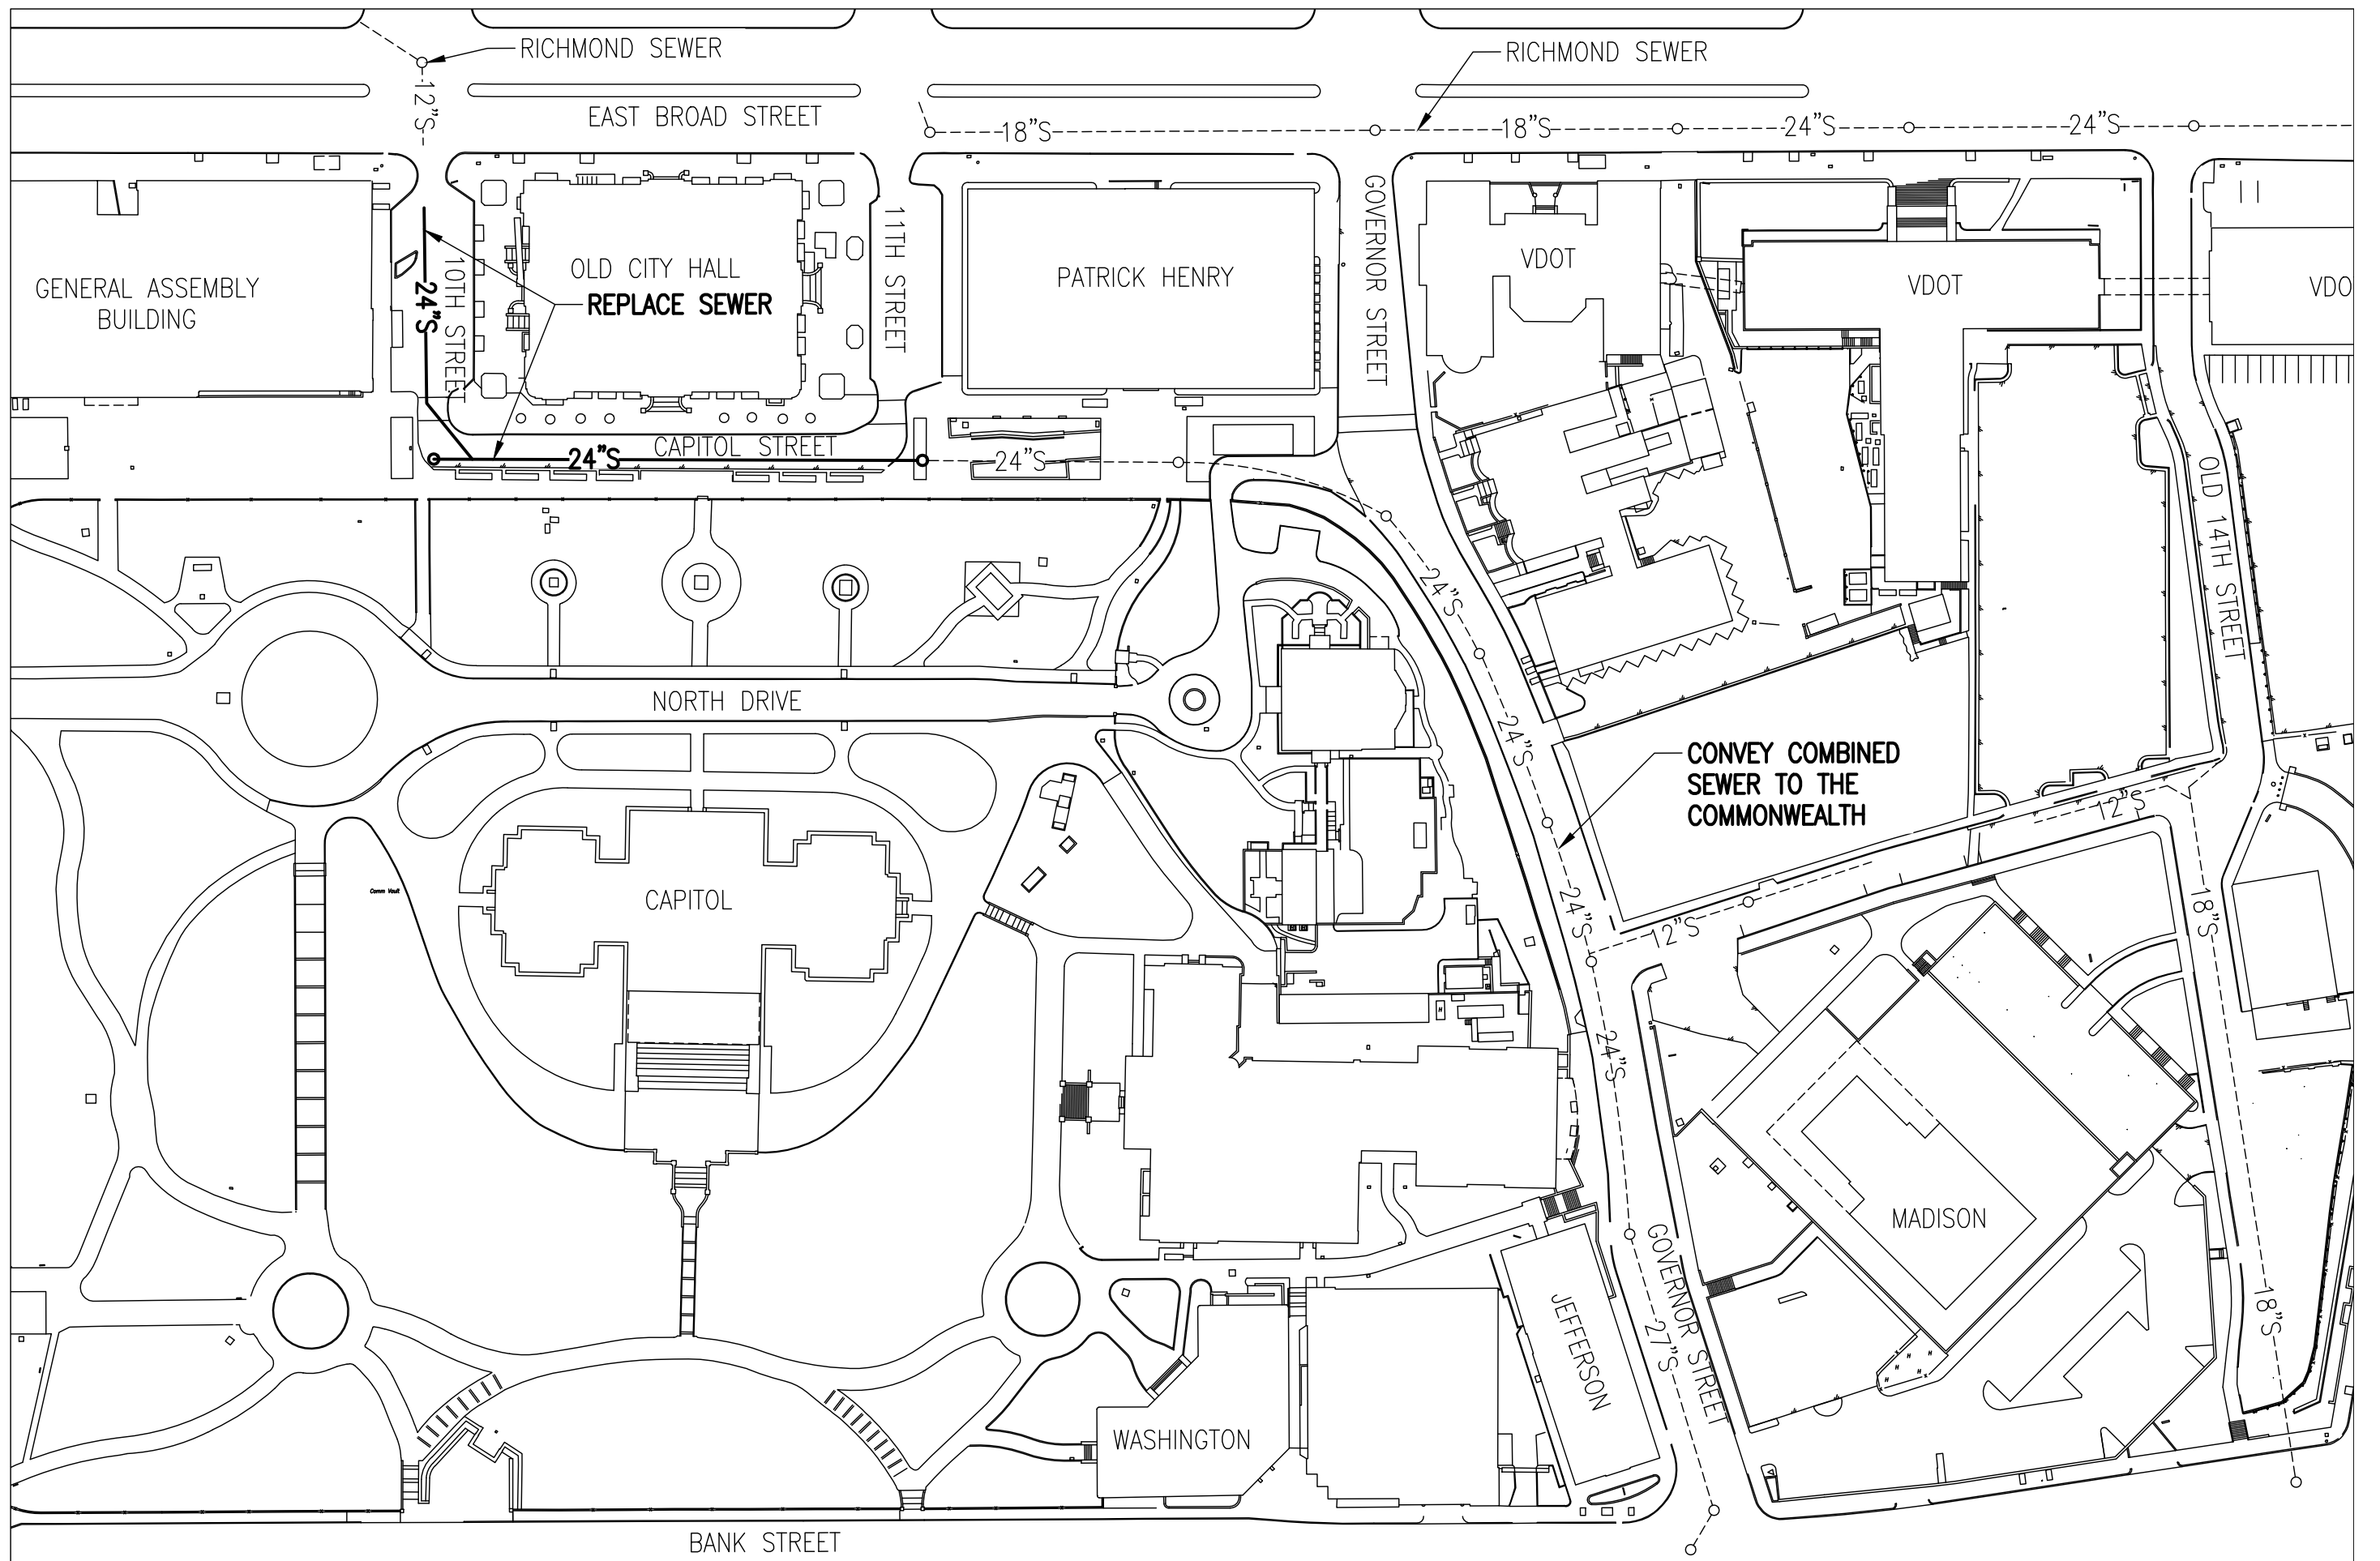 RICHMOND SEWER
RICHMOND SEWER
12"S
EAST BROAD STREET
18"S
18"S
24"S
24"S
GENERAL ASSEMBLY
BUILDING
24"S
10TH STREET
OLD CITY HALL
REPLACE SEWER
11TH STREET
PATRICK HENRY
GOVERNOR STREET
VDOT
VDOT
VDO
CAPITOL STREET
24"S
24"S
OLD 14TH STREET
24"S
NORTH DRIVE
24"S
CONVEY COMBINED
SEWER TO THE
COMMONWEALTH
12"S
Comm Vault
CAPITOL
24"S
12"S
18"S
24"S
MADISON
GOVERNOR STREET
JEFFERSON
27"S
18"S
WASHINGTON
BANK STREET